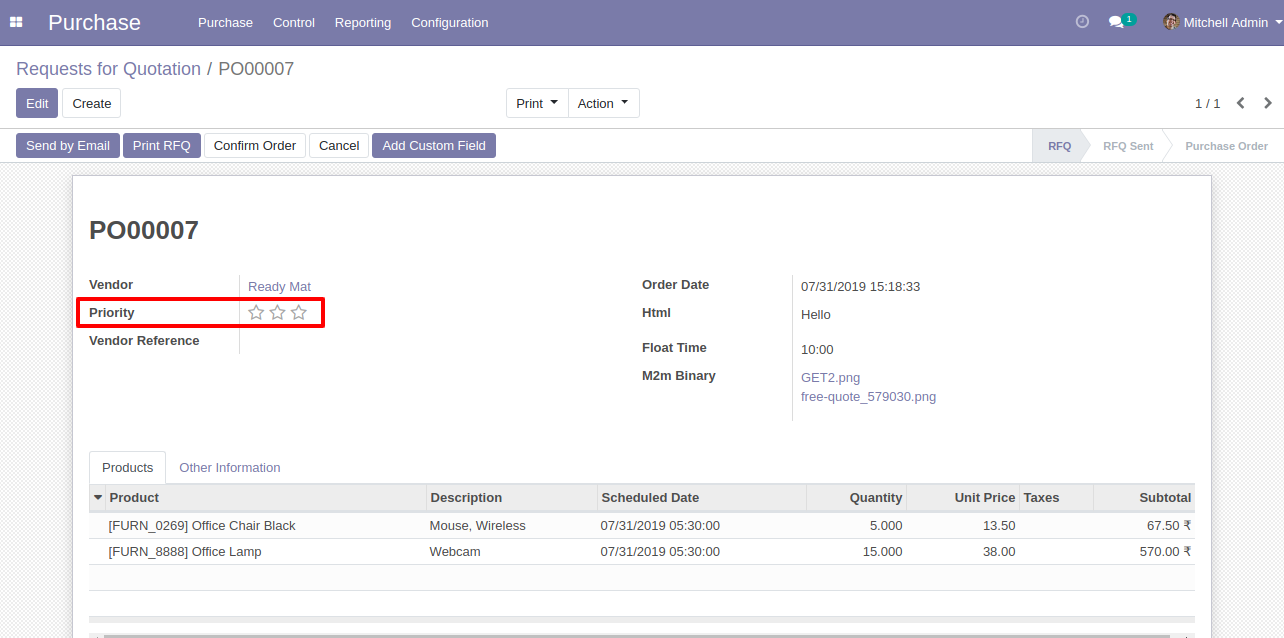 Purchase Purchase Control Reporting Configuration 1 Mitchell Admin
Requests for Quotation / PO00007
Edit Create Print Action 1 / 1
Send by Email Print RFQ Confirm Order Cancel Add Custom Field RFQ RFQ Sent Purchase Order
PO00007
Vendor Ready Mat Order Date 07/31/2019 15:18:33
Priority Html Hello
Vendor Reference Float Time 10:00
M2m Binary GET2.png
free-quote_579030.png
Products Other Information
Product Description Scheduled Date Quantity Unit Price Taxes Subtotal
[FURN_0269] Office Chair Black Mouse, Wireless 07/31/2019 05:30:00 5.000 13.50 67.50 ₹
[FURN_8888] Office Lamp Webcam 07/31/2019 05:30:00 15.000 38.00 570.00 ₹